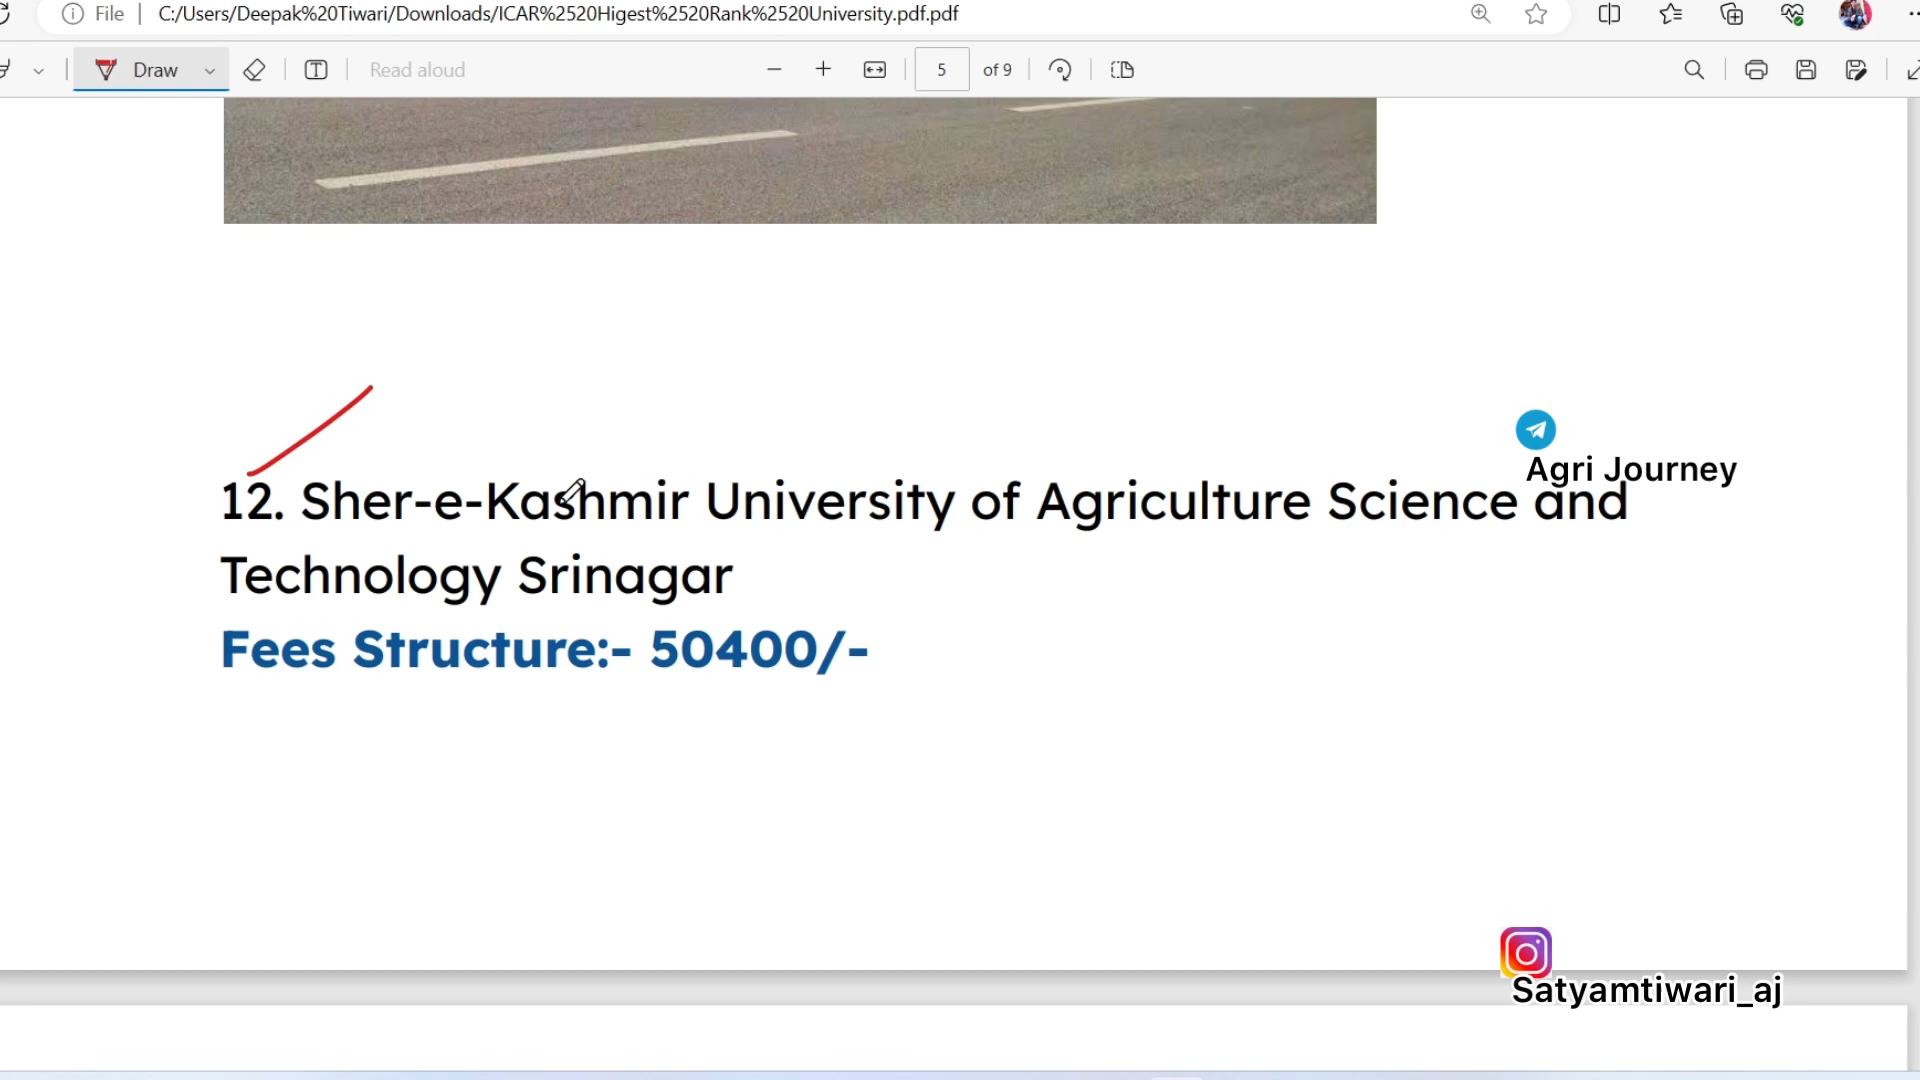 File
C:/Users/Deepak%20Tiwari/Downloads/ICAR%2520Higest%2520Rank%2520University.pdf.pdf
Draw
Read aloud
5 of 9
Agri Journey
12. Sher-e-Kashmir University of Agriculture Science and
Technology Srinagar
Fees Structure:- 50400/-
Satyamtiwari_aj